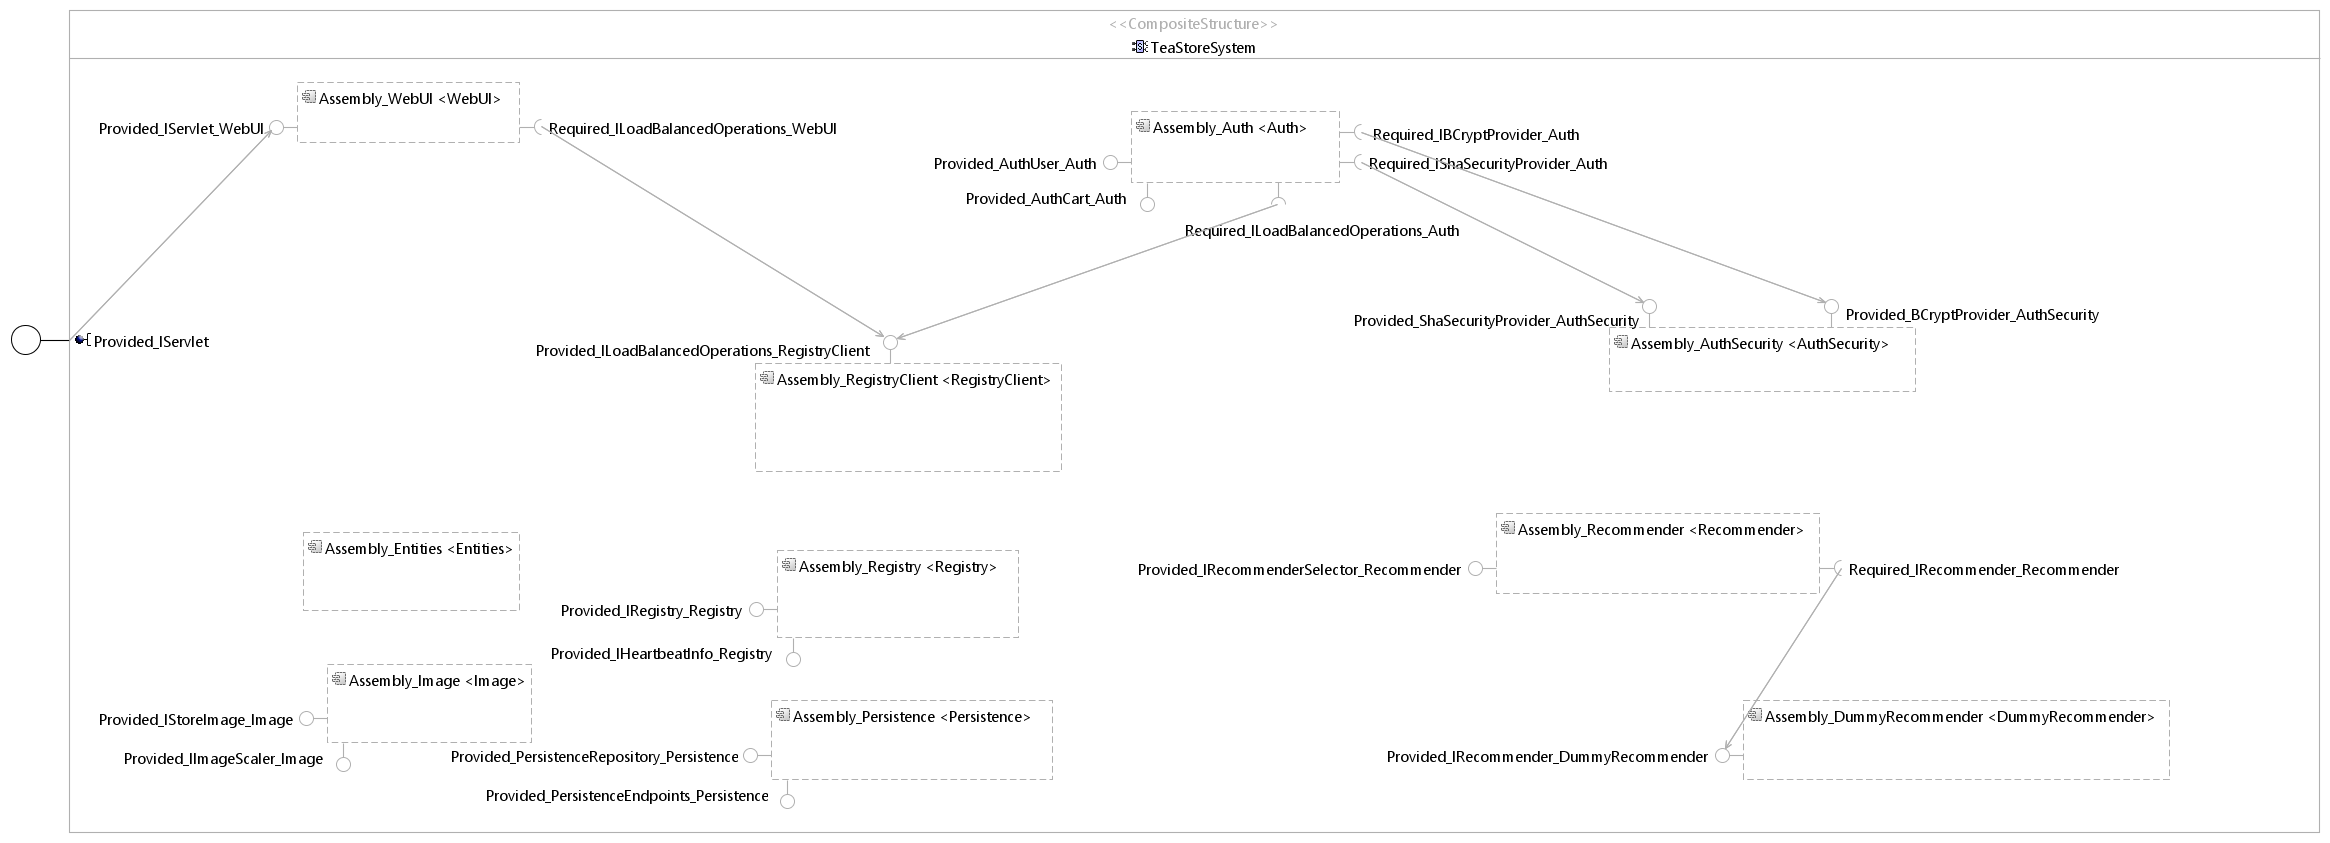 <<CompositeStructure>>
TeaStoreSystem
Assembly_WebUI <WebUI>
Provided_IServlet_WebUI
Required_ILoadBalancedOperations_WebUI
Assembly_Auth <Auth>
Required_IBCryptProvider_Auth
Provided_AuthUser_Auth
Required_IShaSecurityProvider_Auth
Provided_AuthCart_Auth
Required_ILoadBalancedOperations_Auth
Provided_ShaSecurityProvider_AuthSecurity
Provided_BCryptProvider_AuthSecurity
Provided_IServlet
Assembly_AuthSecurity <AuthSecurity>
Provided_ILoadBalancedOperations_RegistryClient
Assembly_RegistryClient <RegistryClient>
Assembly_Recommender <Recommender>
Assembly_Entities <Entities>
Assembly_Registry <Registry>
Provided_IRecommenderSelector_Recommender
Required_IRecommender_Recommender
Provided_IRegistry_Registry
Provided_IHeartbeatInfo_Registry
Assembly_Image <Image>
Provided_IStoreImage_Image
Assembly_Persistence <Persistence>
Assembly_DummyRecommender <DummyRecommender>
Provided_IImageScaler_Image
Provided_PersistenceRepository_Persistence
Provided_IRecommender_DummyRecommender
Provided_PersistenceEndpoints_Persistence